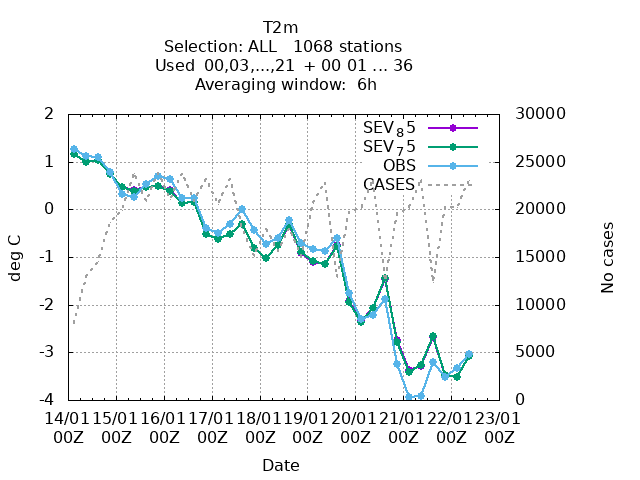 T2m
Selection: ALL   1068 stations
Used  00,03,...,21  + 00 01 ... 36
Averaging window:  6h
SEV_85
SEV_75
OBS
CASES
2
1
0
-1
-2
-3
-4
30000
25000
20000
15000
10000
5000
0
deg C
No cases
14/01 15/01 16/01 17/01 18/01 19/01 20/01 21/01 22/01 23/01
00Z 00Z 00Z 00Z 00Z 00Z 00Z 00Z 00Z 00Z
Date